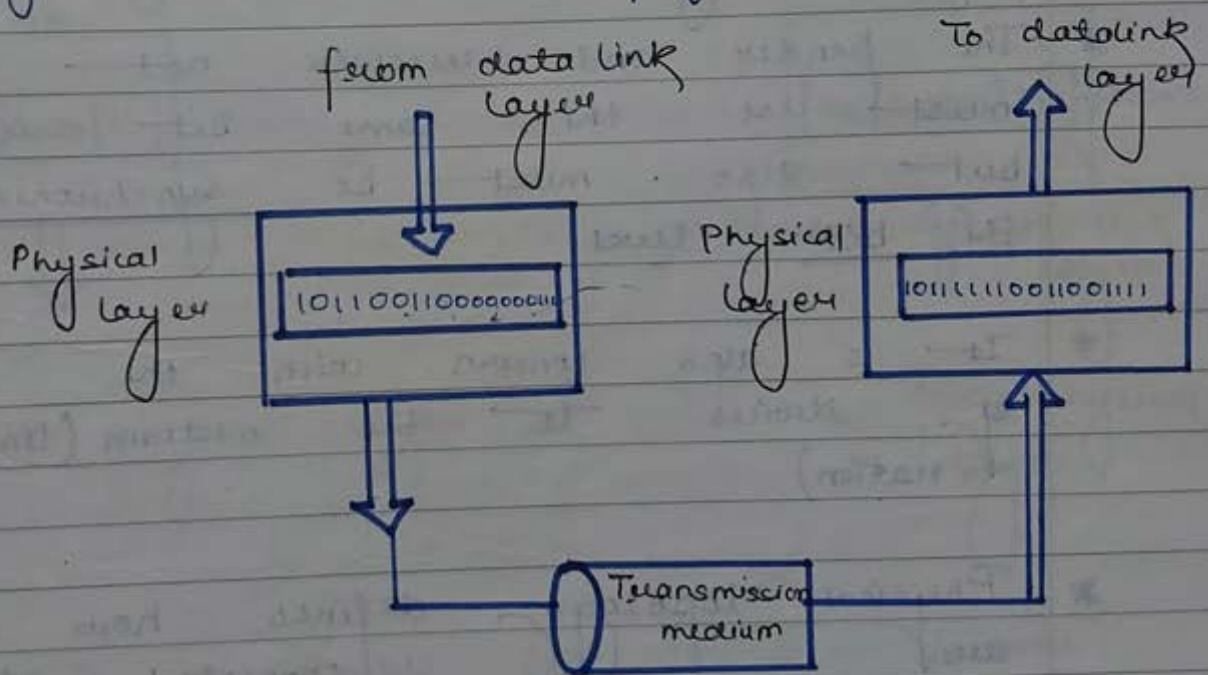 from data link
layer
To datalink
layer
Physical
layer
Physical
layer
Transmission
medium